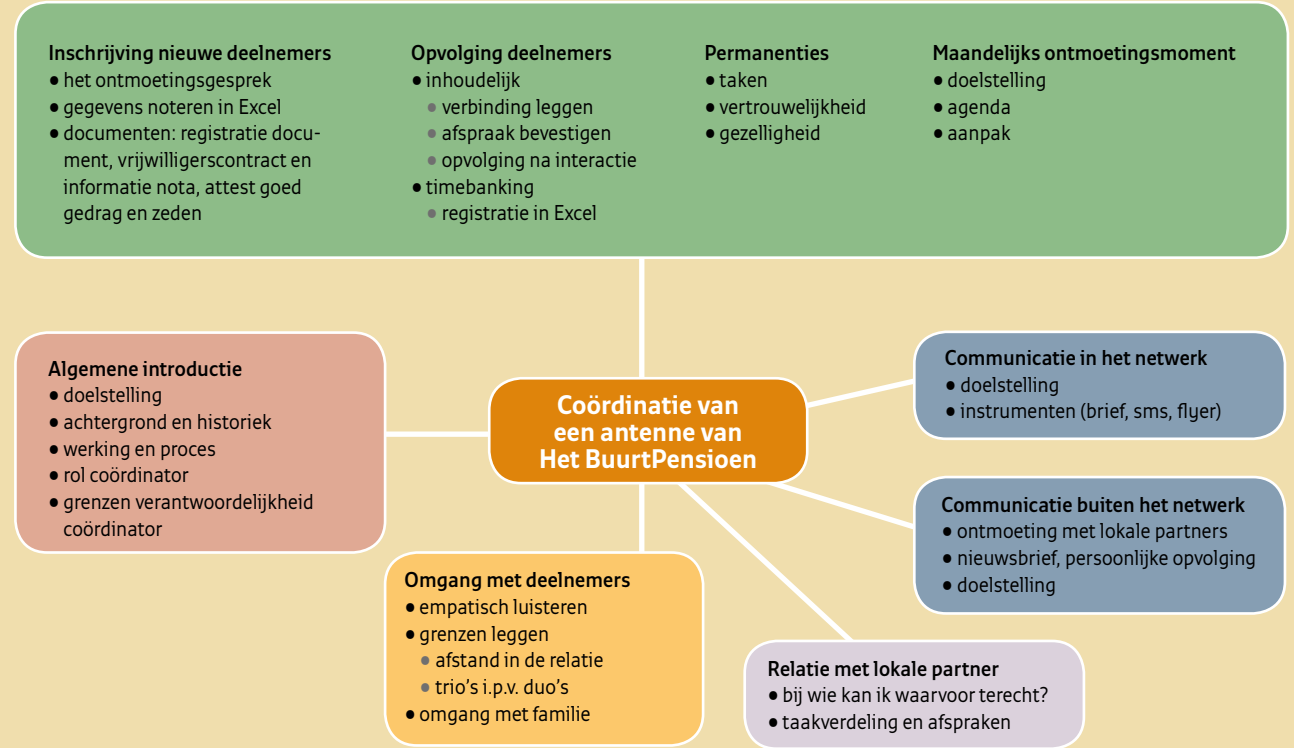 Inschrijving nieuwe deelnemers
• het ontmoetingsgesprek
• gegevens noteren in Excel
• documenten: registratie docu-
ment, vrijwilligerscontract en
informatie nota, attest goed
gedrag en zeden
Opvolging deelnemers
• inhoudelijk
• verbinding leggen
• afspraak bevestigen
• opvolging na interactie
• timebanking
• registratie in Excel
Permanenties
• taken
• vertrouwelijkheid
• gezelligheid
Maandelijks ontmoetingsmoment
• doelstelling
• agenda
• aanpak
Algemene introductie
• doelstelling
• achtergrond en historiek
• werking en proces
• rol coördinator
• grenzen verantwoordelijkheid
coördinator
Coördinatie van
een antenne van
Het BuurtPensioen
Communicatie in het netwerk
• doelstelling
• instrumenten (brief, sms, flyer)
Communicatie buiten het netwerk
• ontmoeting met lokale partners
• nieuwsbrief, persoonlijke opvolging
• doelstelling
Omgang met deelnemers
• empatisch luisteren
• grenzen leggen
• afstand in de relatie
• trio’s i.p.v. duo’s
• omgang met familie
Relatie met lokale partner
• bij wie kan ik waarvoor terecht?
• taakverdeling en afspraken